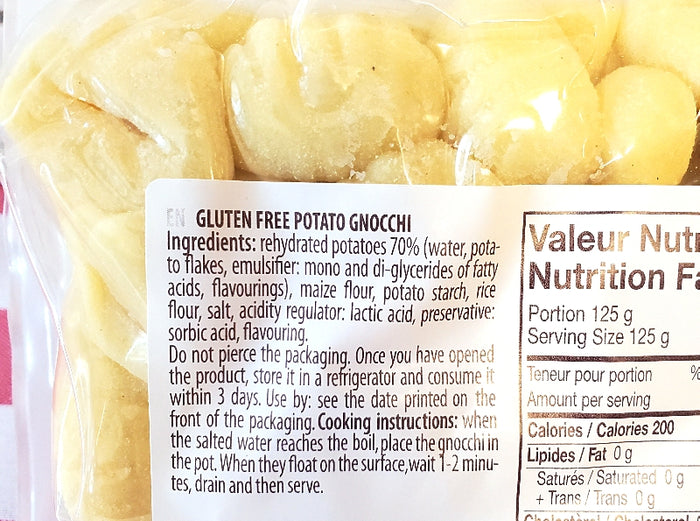 EN GLUTEN FREE POTATO GNOCCHI
Ingredients: rehydrated potatoes 70% (water, pota-
to flakes, emulsifier: mono and di-glycerides of fatty
acids, flavourings), maize flour, potato starch, rice
flour, salt, acidity regulator: lactic acid, preservative:
sorbic acid, flavouring.
Do not pierce the packaging. Once you have opened
the product, store it in a refrigerator and consume it
within 3 days. Use by: see the date printed on the
front of the packaging. Cooking instructions: when
the salted water reaches the boil, place the gnocchi in
the pot. When they float on the surface, wait 1-2 minu-
tes, drain and then serve.
Valeur Nutr
Nutrition Fa
Portion 125 g
Serving Size 125 g
Teneur pour portion %
Amount per serving
Calories / Calories 200
Lipides / Fat 0 g
Saturés / Saturated 0 g
+ Trans / Trans 0 g